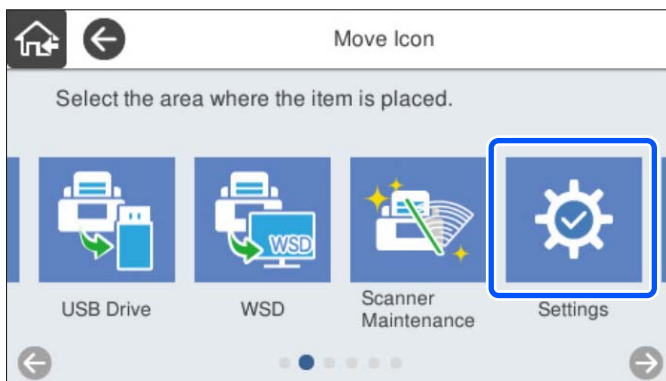 Move Icon
Select the area where the item is placed.
WSD
USB Drive
WSD
Scanner
Maintenance
Settings